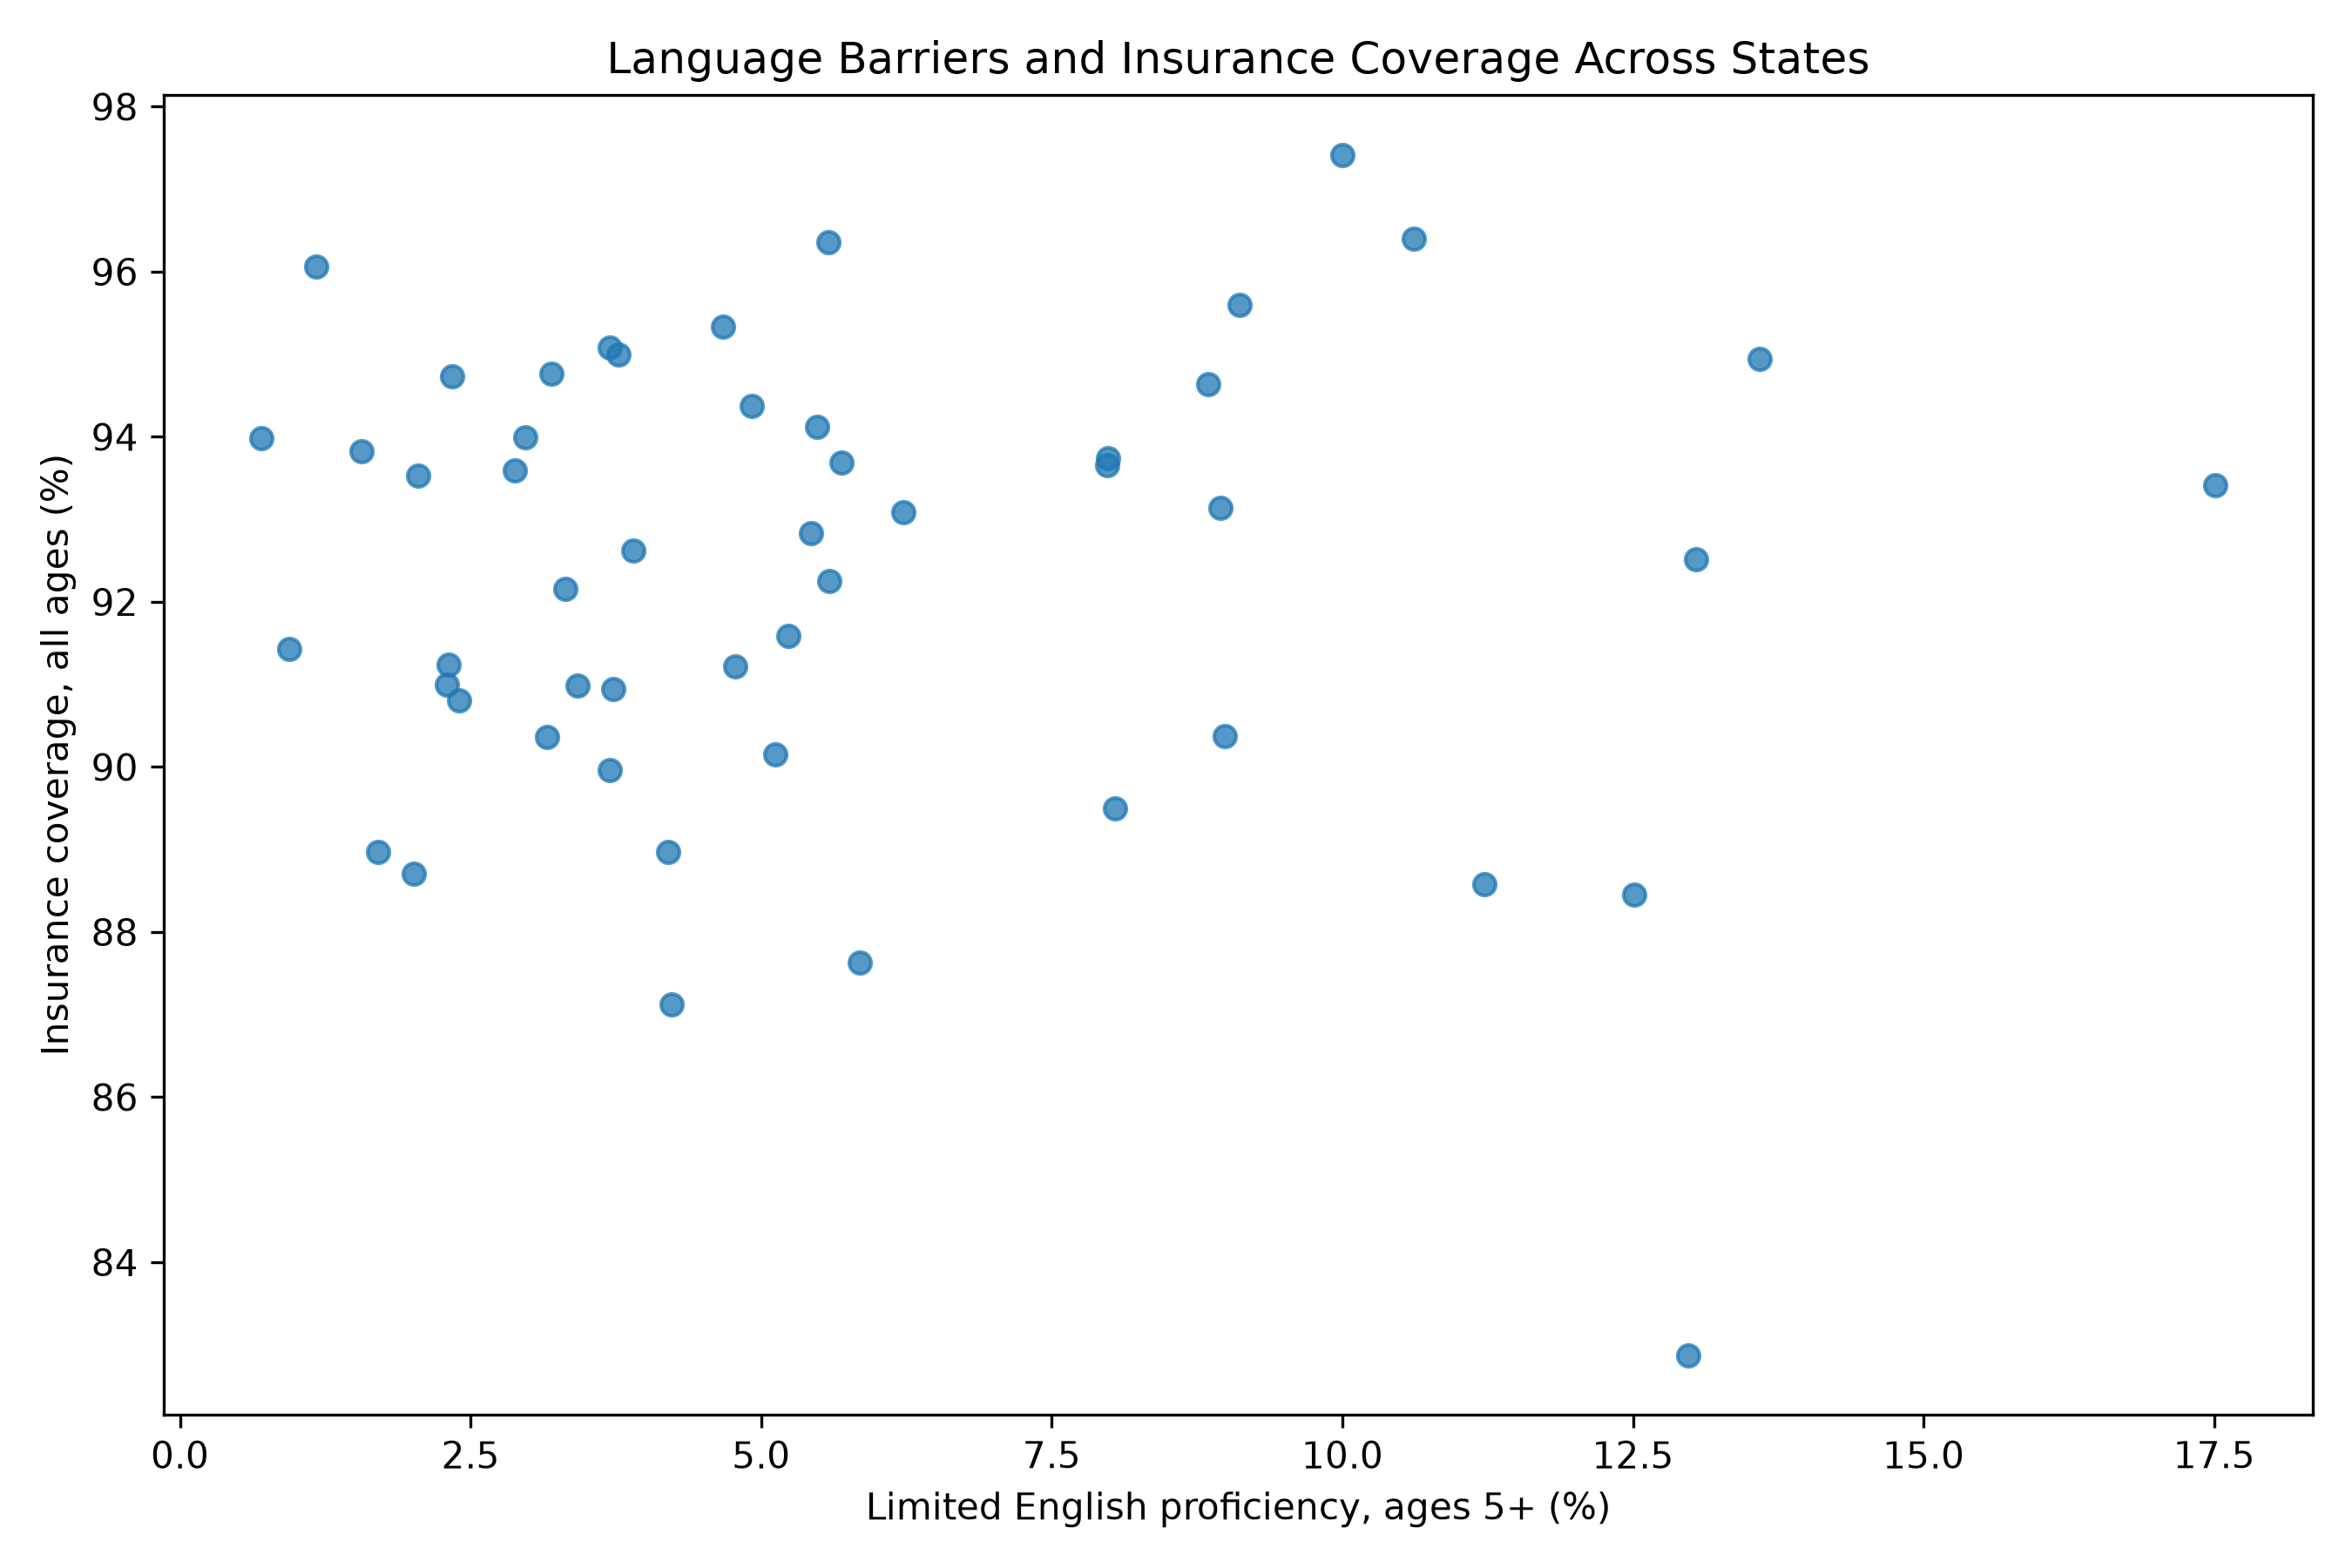 Language Barriers and Insurance Coverage Across States
98
96
94
92
90
88
86
84
Insurance coverage, all ages (%)
0.0 2.5 5.0 7.5 10.0 12.5 15.0 17.5
Limited English proficiency, ages 5+ (%)